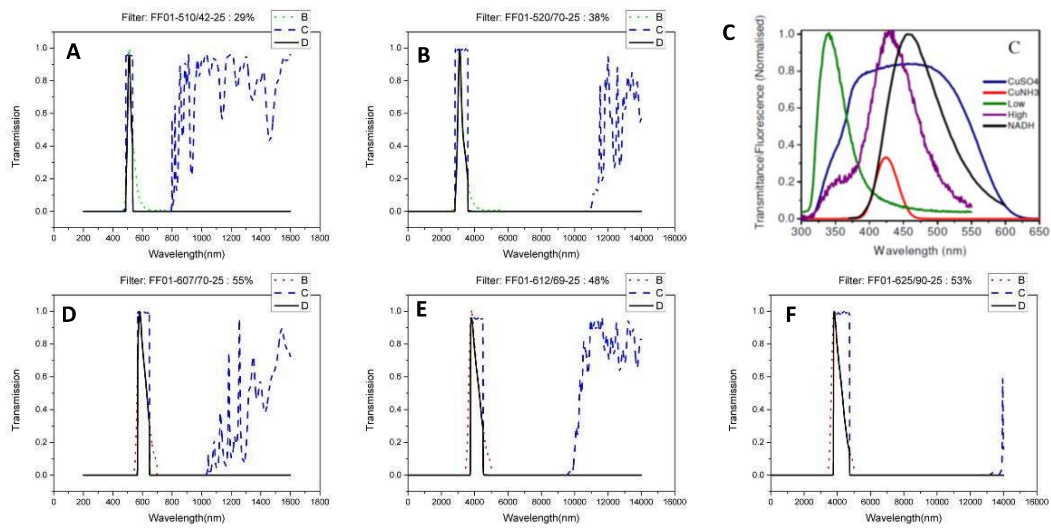 Filter: FF01-510/42-25 : 29%
B
C
D
A
Transmission
1.0
0.8
0.6
0.4
0.2
0.0
0 200 400 600 800 1000 1200 1400 1600 1800
Wavelength(nm)
Filter: FF01-520/70-25 : 38%
B
C
D
B
Transmission
1.0
0.8
0.6
0.4
0.2
0.0
0 2000 4000 6000 8000 10000 12000 14000 16000
Wavelength(nm)
C
C
Transmittance\Fluorescence (Normalised)
1.0
0.8
0.6
0.4
0.2
0.0
CuSO4
CuNH3
Low
High
NADH
300 350 400 450 500 550 600 650
Wavelength (nm)
Filter: FF01-607/70-25 : 55%
B
C
D
D
Transmission
1.0
0.8
0.6
0.4
0.2
0.0
0 200 400 600 800 1000 1200 1400 1600 1800
Wavelength(nm)
Filter: FF01-612/69-25 : 48%
B
C
D
E
Transmission
1.0
0.8
0.6
0.4
0.2
0.0
0 2000 4000 6000 8000 10000 12000 14000 16000
Wavelength(nm)
Filter: FF01-625/90-25 : 53%
B
C
D
F
Transmission
1.0
0.8
0.6
0.4
0.2
0.0
0 2000 4000 6000 8000 10000 12000 14000 16000
Wavelength(nm)